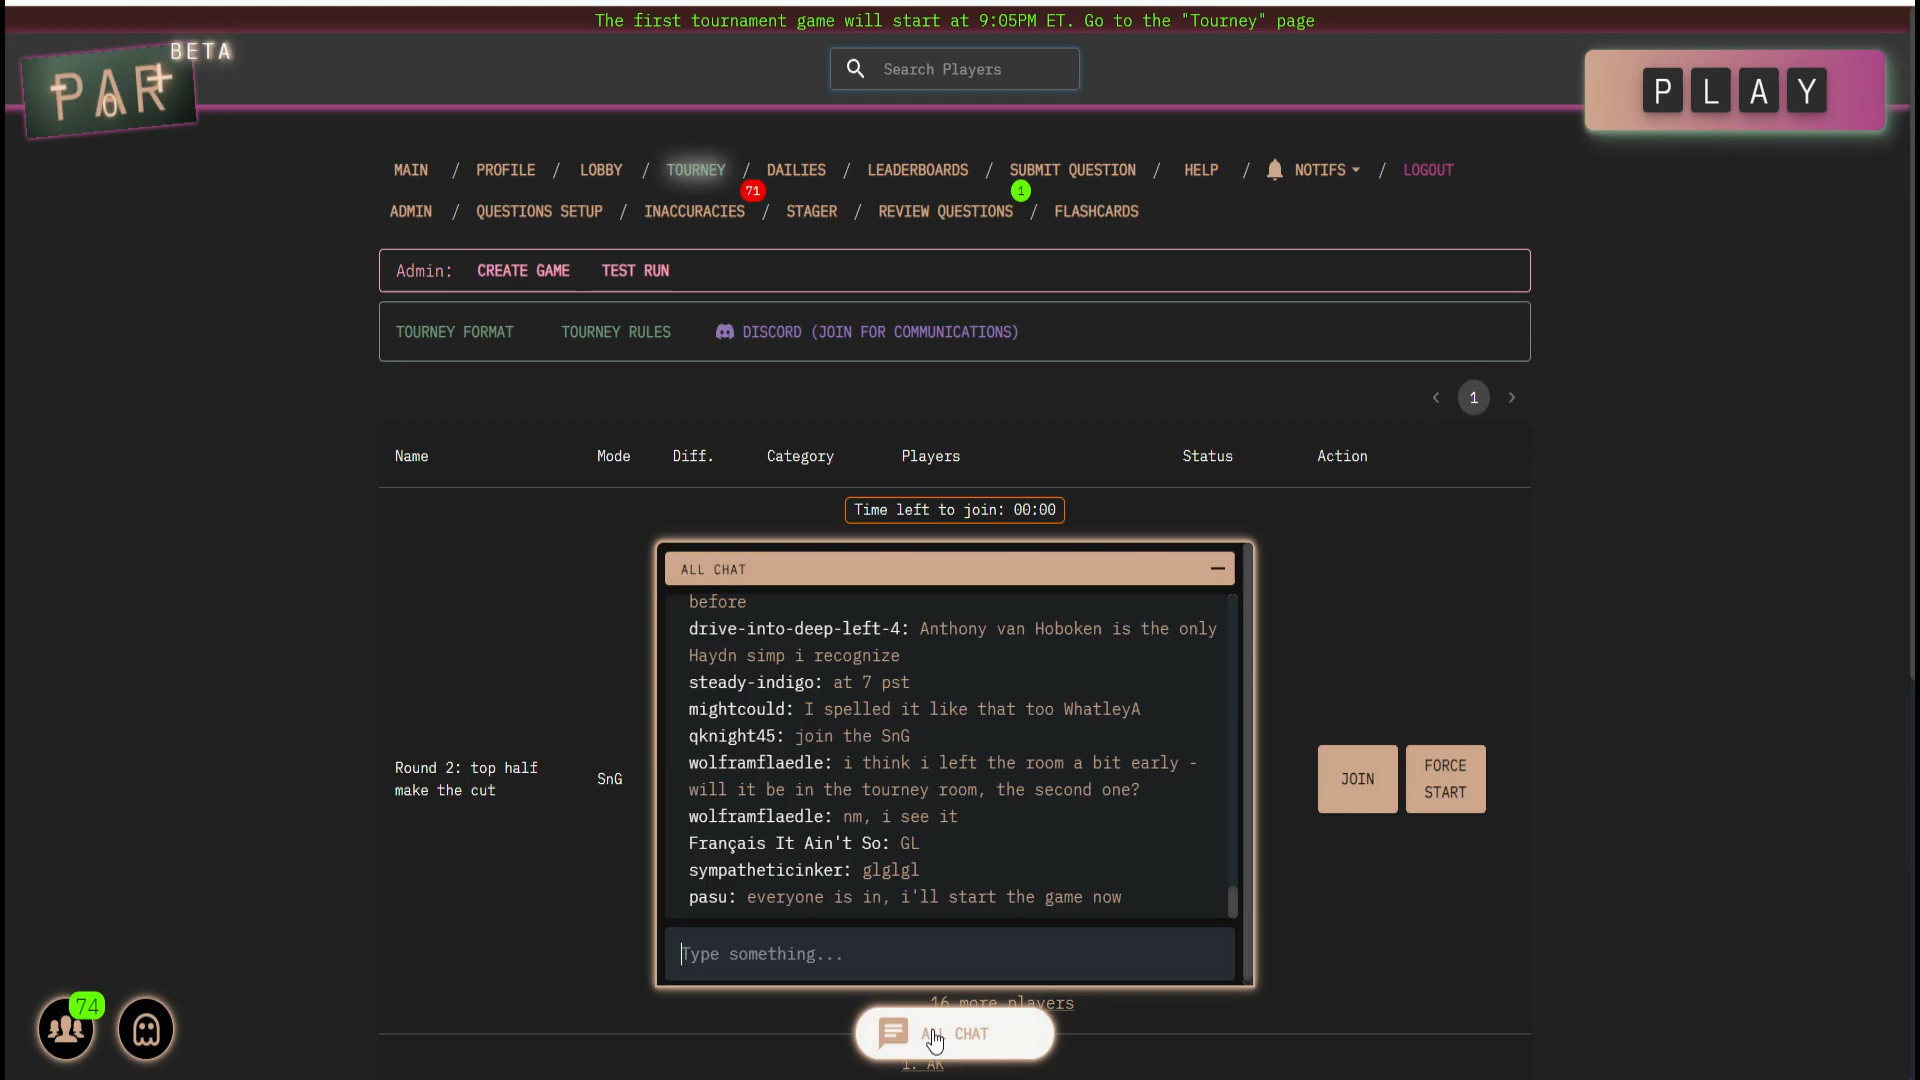 The first tournament game will start at 9:05PM ET. Go to the "Tourney" page
PAR+
BETA
Search Players
PLAY
MAIN / PROFILE / LOBBY / TOURNEY / DAILIES / LEADERBOARDS / SUBMIT QUESTION / HELP / NOTIFS / LOGOUT
71
1
ADMIN / QUESTIONS SETUP / INACCURACIES / STAGER / REVIEW QUESTIONS / FLASHCARDS
Admin: CREATE GAME TEST RUN
TOURNEY FORMAT TOURNEY RULES DISCORD (JOIN FOR COMMUNICATIONS)
‹ 1 ›
Name Mode Diff. Category Players Status Action
Time left to join: 00:00
ALL CHAT
before
drive-into-deep-left-4: Anthony van Hoboken is the only
Haydn simp i recognize
steady-indigo: at 7 pst
mightcould: I spelled it like that too WhatleyA
qknight45: join the SnG
wolframflaedle: i think i left the room a bit early -
will it be in the tourney room, the second one?
wolframflaedle: nm, i see it
Français It Ain't So: GL
sympatheticinker: glglgl
pasu: everyone is in, i'll start the game now
Type something...
Round 2: top half
make the cut
SnG
JOIN
FORCE
START
16 more players
74
ALL CHAT
1. AK